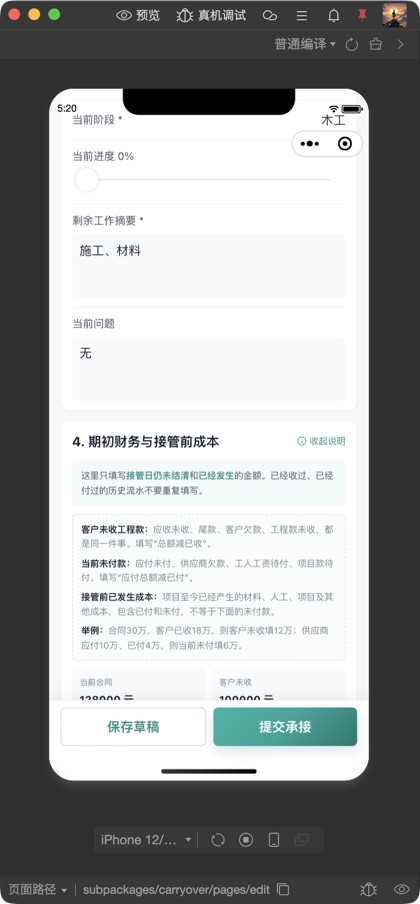 预览 真机调试
普通编译
5:20
当前阶段 * 木工
当前进度 0%
剩余工作摘要 *
施工、材料
当前问题
无
4. 期初财务与接管前成本 收起说明
这里只填写接管日仍未结清和已经发生的金额。已经收过、已经
付过的历史流水不要重复填写。
客户未收工程款：应收未收、尾款、客户欠款、工程款未收，都
是同一件事。填写“总额减已收”。
当前未付款：应付未付、供应商欠款、工人工资待付、项目款待
付。填写“应付总额减已付”。
接管前已发生成本：项目至今已经产生的材料、人工、项目及其
他成本，包含已付和未付，不等于下面的未付款。
举例：合同30万，客户已收18万，则客户未收填12万；供应商
应付10万、已付4万，则当前未付填6万。
当前合同 客户未收
128000 元 100000 元
保存草稿 提交承接
iPhone 12/...
页面路径 subpackages/carryover/pages/edit